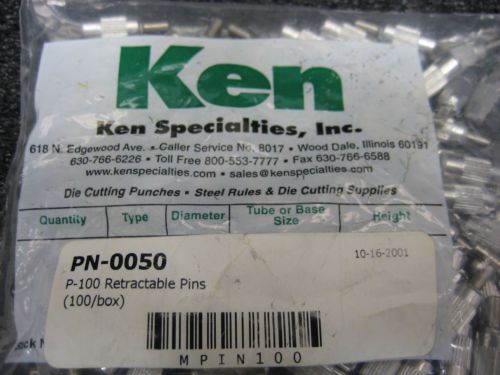 Ken
Ken Specialties, Inc.
618 N. Edgewood Ave. • Caller Service No. 8017 • Wood Dale, Illinois 60191
630-766-6226 • Toll Free 800-553-7777 • Fax 630-766-6588
www.kenspecialties.com • sales@kenspecialties.com
Die Cutting Punches • Steel Rules & Die Cutting Supplies
Quantity Type Diameter Tube or Base Size Height
PN-0050 10-16-2001
P-100 Retractable Pins
(100/box)
MPIN100